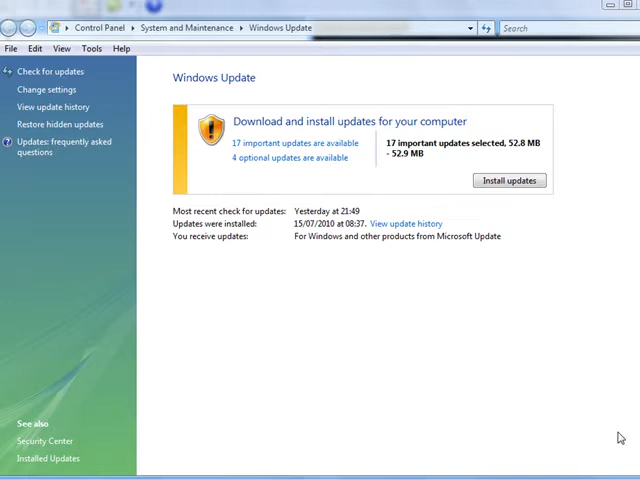 Control Panel ▸ System and Maintenance ▸ Windows Update
Search
File Edit View Tools Help
Check for updates
Change settings
View update history
Restore hidden updates
Updates: frequently asked
questions
Windows Update
Download and install updates for your computer
17 important updates are available
4 optional updates are available
17 important updates selected, 52.8 MB
- 52.9 MB
Install updates
Most recent check for updates: Yesterday at 21:49
Updates were installed: 15/07/2010 at 08:37. View update history
You receive updates: For Windows and other products from Microsoft Update
See also
Security Center
Installed Updates